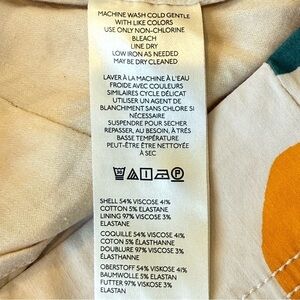 MACHINE WASH COLD GENTLE
WITH LIKE COLORS
USE ONLY NON-CHLORINE
BLEACH
LINE DRY
LOW IRON AS NEEDED
MAY BE DRY CLEANED
LAVER À LA MACHINE À L'EAU
FROIDE AVEC COULEURS
SIMILAIRES CYCLE DÉLICAT
UTILISER UN AGENT DE
BLANCHIMENT SANS CHLORE SI
NÉCESSAIRE
SUSPENDRE POUR SECHER
REPASSER, AU BESOIN, À TRÈS
BASSE TEMPÉRATURE
PEUT-ÊTRE ÊTRE NETTOYÉE
À SEC
SHELL 54% VISCOSE 41%
COTTON 5% ELASTANE
LINING 97% VISCOSE 3%
ELASTANE
COQUILLE 54% VISCOSE 41%
COTON 5% ÉLASTHANNE
DOUBLURE 97% VISCOSE 3%
ÉLASTHANNE
OBERSTOFF 54% VISCOSE 41%
BAUMWOLLE 5% ELASTAN
FUTTER 97% VISKOSE 3%
ELASTAN